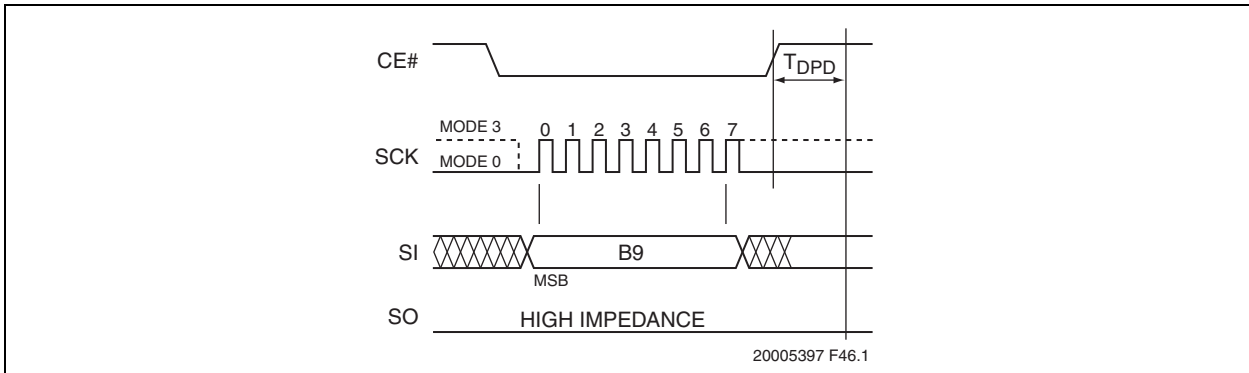 CE#
TDPD
MODE 3
0 1 2 3 4 5 6 7
SCK
MODE 0
SI
B9
MSB
SO
HIGH IMPEDANCE
20005397 F46.1